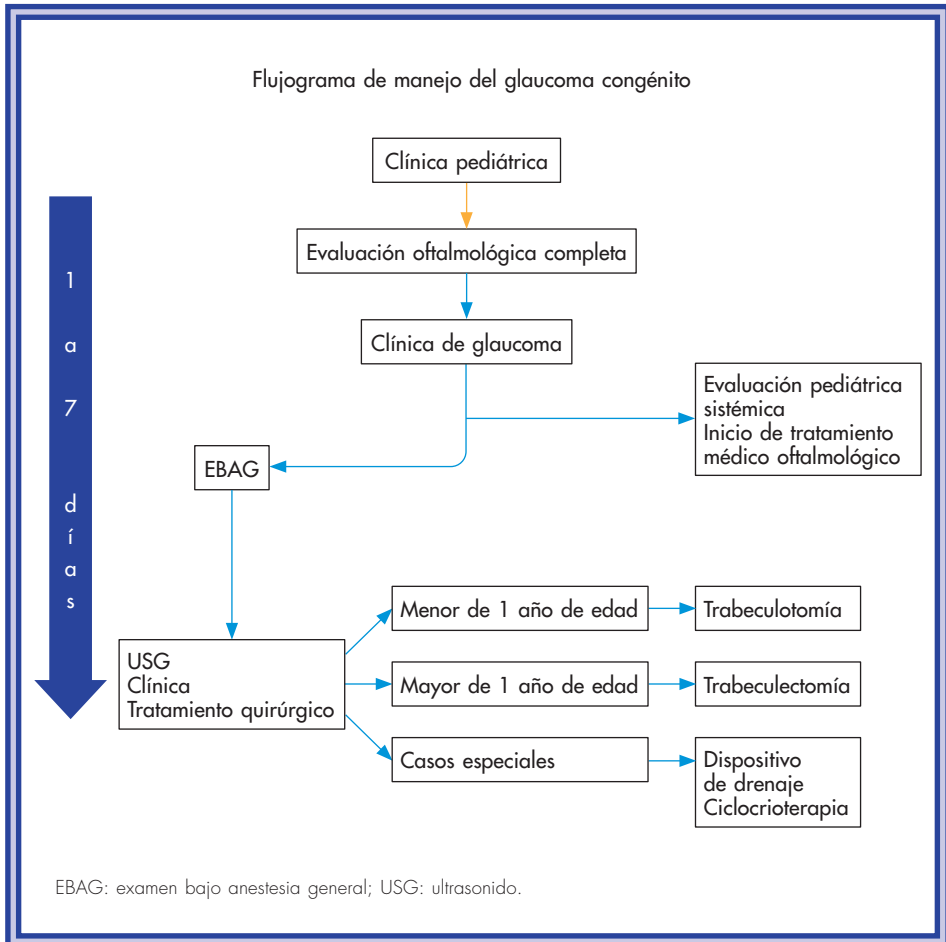 Flujograma de manejo del glaucoma congénito
Clínica pediátrica
Evaluación oftalmológica completa
Clínica de glaucoma
Evaluación pediátrica
sistémica
Inicio de tratamiento
médico oftalmológico
EBAG
1
a
7
d
í
a
s
USG
Clínica
Tratamiento quirúrgico
Menor de 1 año de edad
Trabeculotomía
Mayor de 1 año de edad
Trabeculectomía
Casos especiales
Dispositivo
de drenaje
Ciclocrioterapia
EBAG: examen bajo anestesia general; USG: ultrasonido.